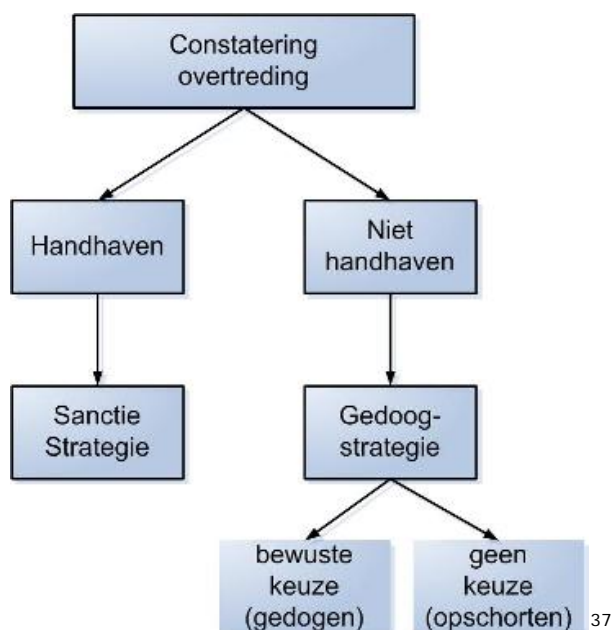 Constatering
overtreding
Handhaven
Niet
handhaven
Sanctie
Strategie
Gedoog-
strategie
bewuste
keuze
(gedogen)
geen
keuze
(opschorten)
37